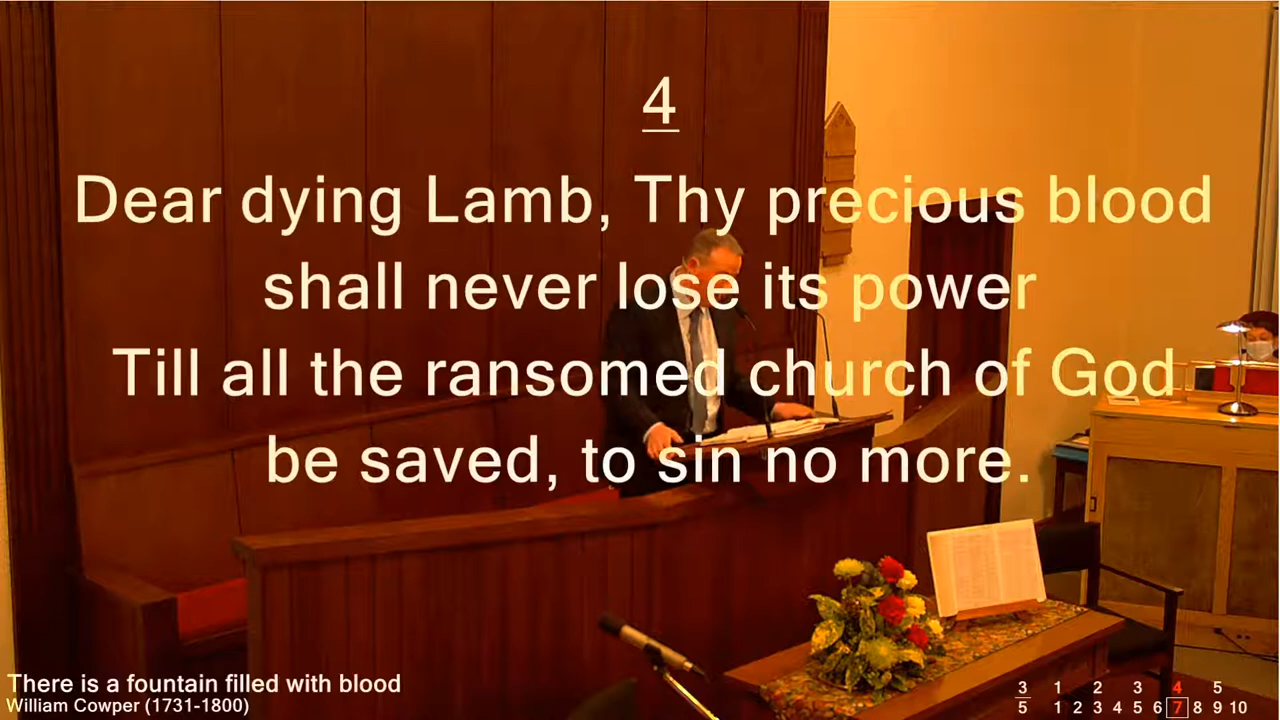 4
Dear dying Lamb, Thy precious blood
shall never lose its power
Till all the ransomed church of God
be saved, to sin no more.
There is a fountain filled with blood
William Cowper (1731-1800)
3 1 2 3 4 5
5 1 2 3 4 5 6 7 8 9 10